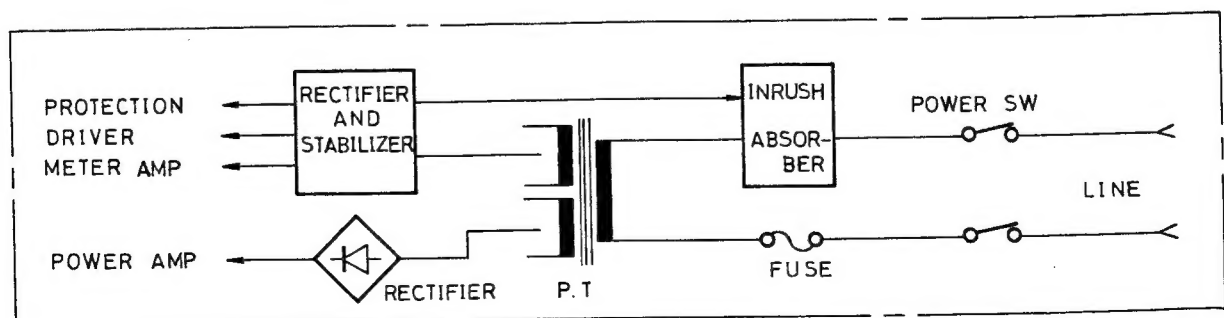 PROTECTION
DRIVER
METER AMP
POWER AMP
RECTIFIER
AND
STABILIZER
RECTIFIER
P.T
INRUSH
ABSOR-
BER
POWER SW
LINE
FUSE